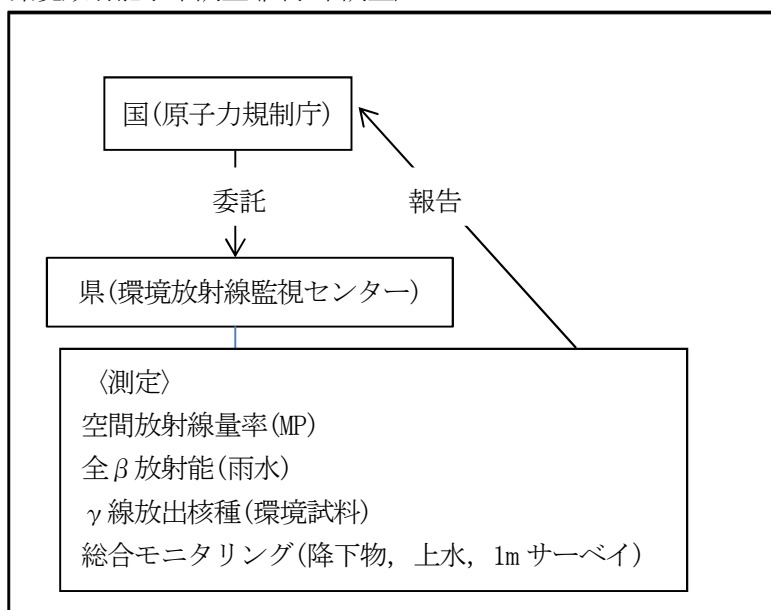 国(原子力規制庁)
委託
報告
県(環境放射線監視センター)
〈測定〉
空間放射線量率(MP)
全β放射能(雨水)
γ線放出核種(環境試料)
総合モニタリング(降下物, 上水, 1m サーベイ)